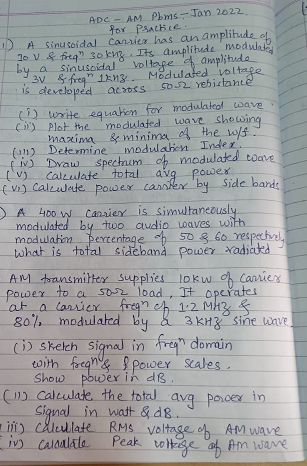 ADC - AM Pbms - Jan 2022
for Practice.
1) A sinusoidal carrier has an amplitude of
20 V & freqn 30 kHz. Its amplitude modulated
by a sinusoidal voltage of amplitude
3V & freqn 1kHz. Modulated voltage
is developed across 50Ω resistance
(i) write equation for modulated wave
(ii) Plot the modulated wave showing
maxima & minima of the w/f.
(iii) Determine modulation Index.
(iv) Draw spectrum of modulated wave
(v) Calculate total avg power
(vi) Calculate power carrier by side bands
) A 400 W Carrier is simultaneously
modulated by two audio waves with
modulation percentage of 50 & 60 respectively
what is total sideband power radiated
AM transmitter supplies 10kW of carrier
power to a 50Ω load. It operates
at a carrier freqn of 1.2 MHz &
80% modulated by a 3 kHz sine wave
(i) sketch signal in freqn domain
with freqn & power scales.
Show power in dB.
(ii) Calculate the total avg power in
Signal in watt & dB.
iii) Calculate RMS voltage of AM wave
iv) Calculate Peak voltage of AM wave